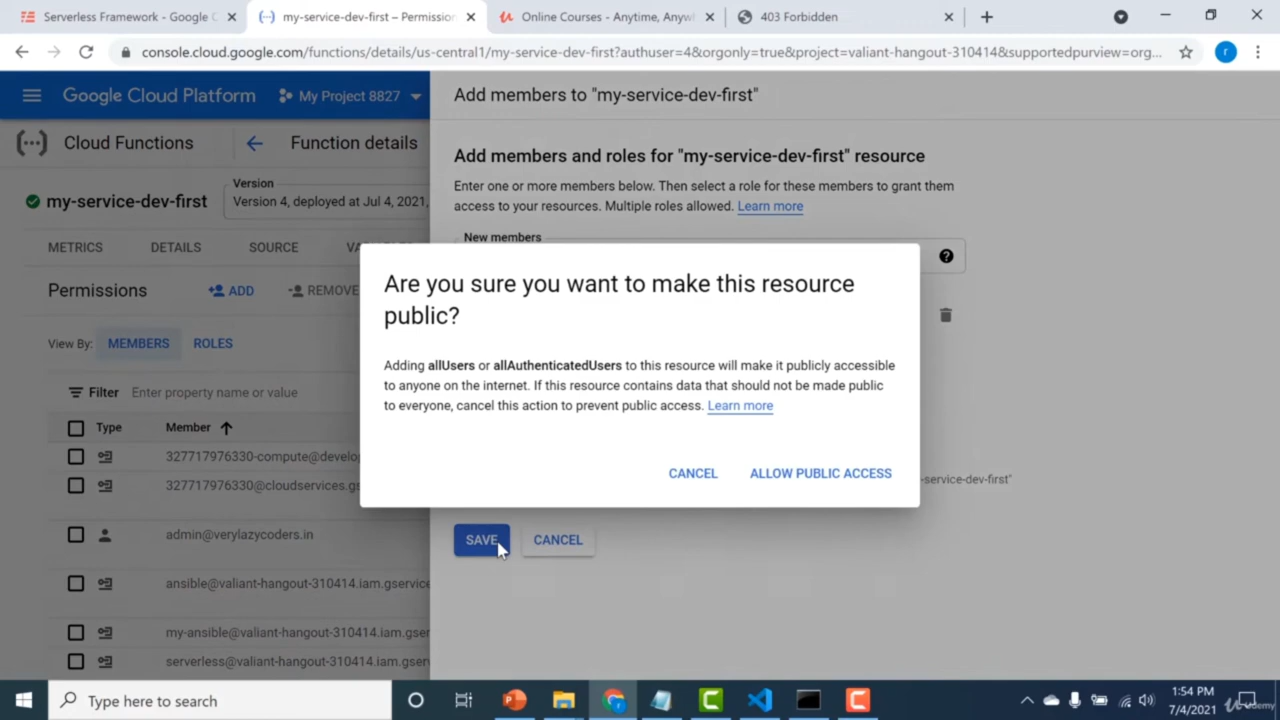 Serverless Framework - Google C
my-service-dev-first – Permission
Online Courses - Anytime, Anyw
403 Forbidden
console.cloud.google.com/functions/details/us-central1/my-service-dev-first?authuser=4&orgonly=true&project=valiant-hangout-310414&supportedpurview=org...
r
Google Cloud Platform
My Project 8827
Add members to "my-service-dev-first"
Cloud Functions
Function details
Add members and roles for "my-service-dev-first" resource
Enter one or more members below. Then select a role for these members to grant them
access to your resources. Multiple roles allowed. Learn more
my-service-dev-first
Version
Version 4, deployed at Jul 4, 2021,
New members
METRICS
DETAILS
SOURCE
Permissions
ADD
REMOVE
View By:
MEMBERS
ROLES
Filter
Enter property name or value
Type
Member
327717976330-compute@develo
327717976330@cloudservices.gs
admin@verylazycoders.in
ansible@valiant-hangout-310414.iam.gservice
my-ansible@valiant-hangout-310414.iam.gser
serverless@valiant-hangout-310414.iam.gserv
Are you sure you want to make this resource
public?
Adding allUsers or allAuthenticatedUsers to this resource will make it publicly accessible
to anyone on the internet. If this resource contains data that should not be made public
to everyone, cancel this action to prevent public access. Learn more
CANCEL
ALLOW PUBLIC ACCESS
-service-dev-first"
SAVE
CANCEL
Type here to search
1:54 PM
7/4/2021
Udemy